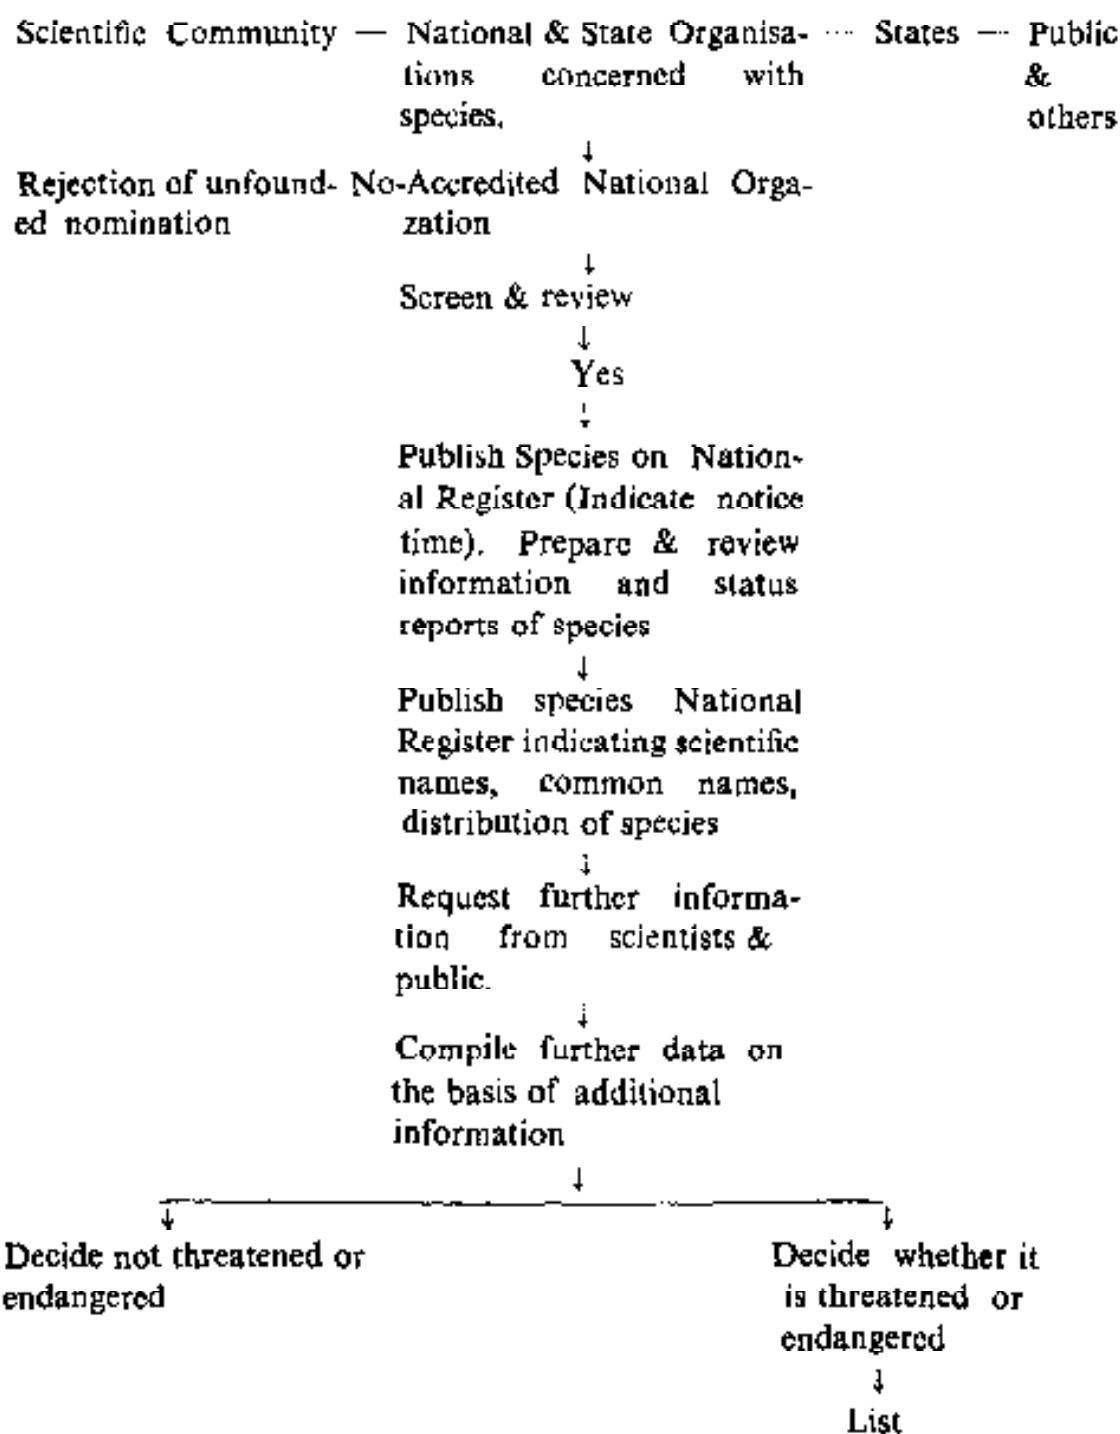 Scientific Community — National & State Organisa- ... States — Public
tions concerned with &
species. others
↓
Rejection of unfound- No-Accredited National Orga-
ed nomination zation
↓
Screen & review
↓
Yes
↓
Publish Species on Nation-
al Register (Indicate notice
time). Prepare & review
information and status
reports of species
↓
Publish species National
Register indicating scientific
names, common names,
distribution of species
↓
Request further informa-
tion from scientists &
public.
↓
Compile further data on
the basis of additional
information
↓
↓ ↓
Decide not threatened or Decide whether it
endangered is threatened or
endangered
↓
List